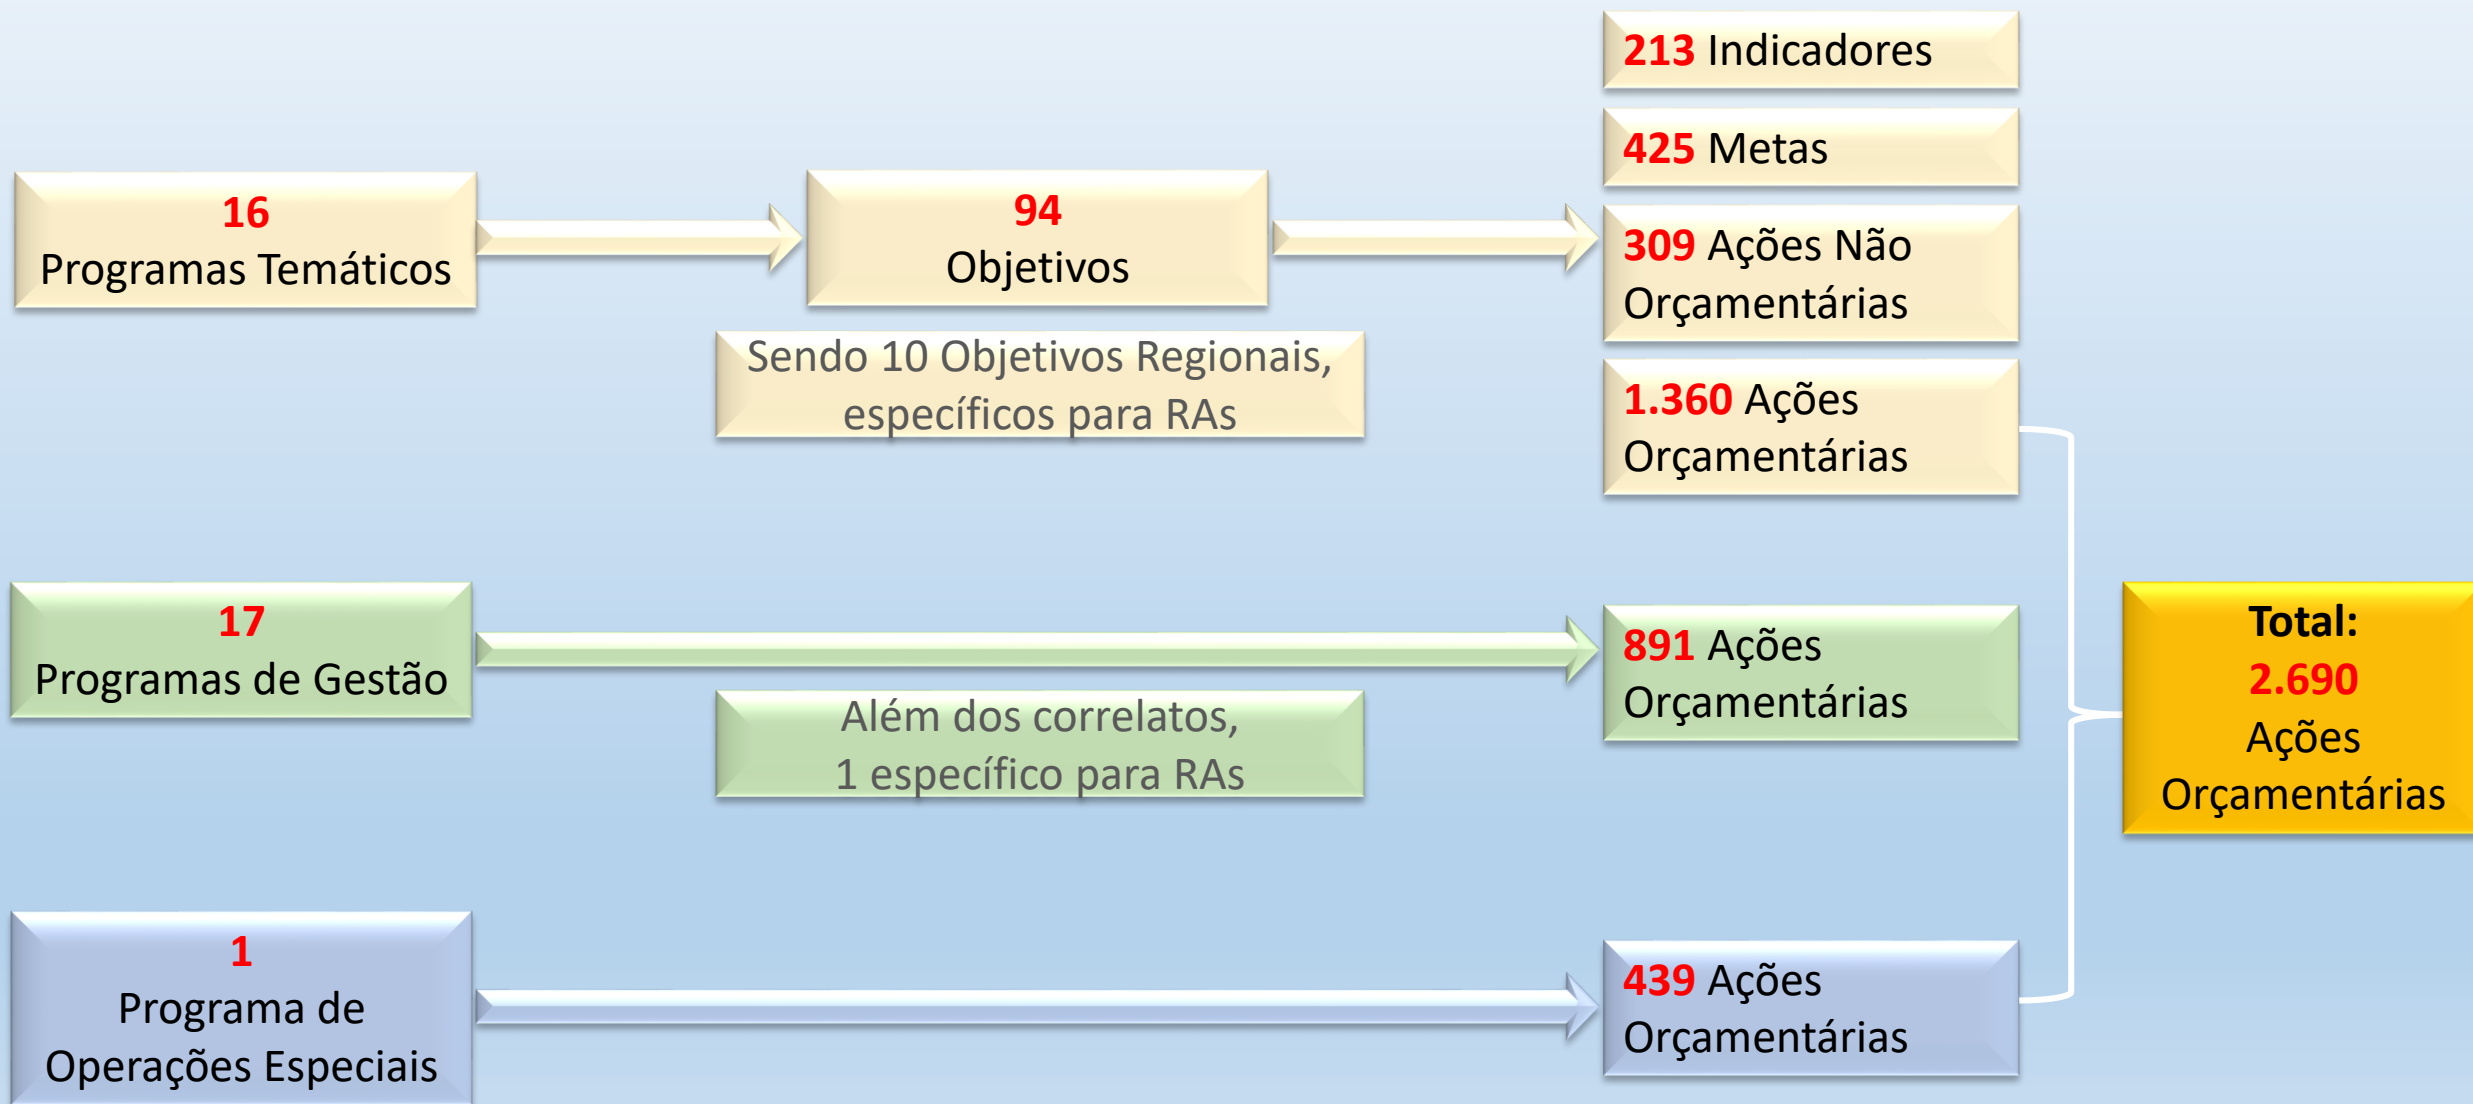 16
Programas Temáticos
94
Objetivos
Sendo 10 Objetivos Regionais,
específicos para RAs
213 Indicadores
425 Metas
309 Ações Não
Orçamentárias
1.360 Ações
Orçamentárias
17
Programas de Gestão
Além dos correlatos,
1 específico para RAs
891 Ações
Orçamentárias
1
Programa de
Operações Especiais
439 Ações
Orçamentárias
Total:
2.690
Ações
Orçamentárias